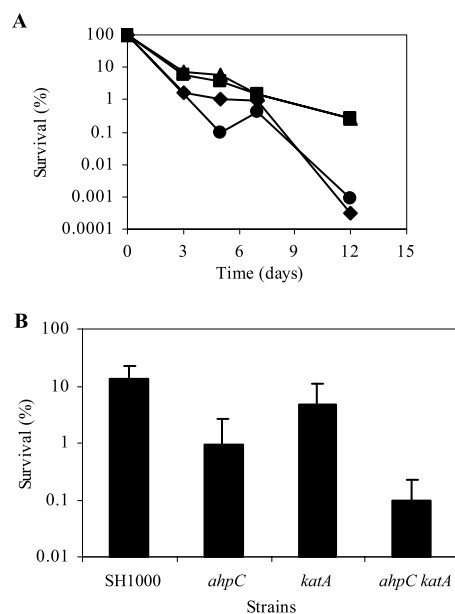 A
100
10
1
0.1
0.01
0.001
0.0001
Survival (%)
0 3 6 9 12 15
Time (days)
B
100
10
1
0.1
0.01
Survival (%)
SH1000 ahpC katA ahpC katA
Strains